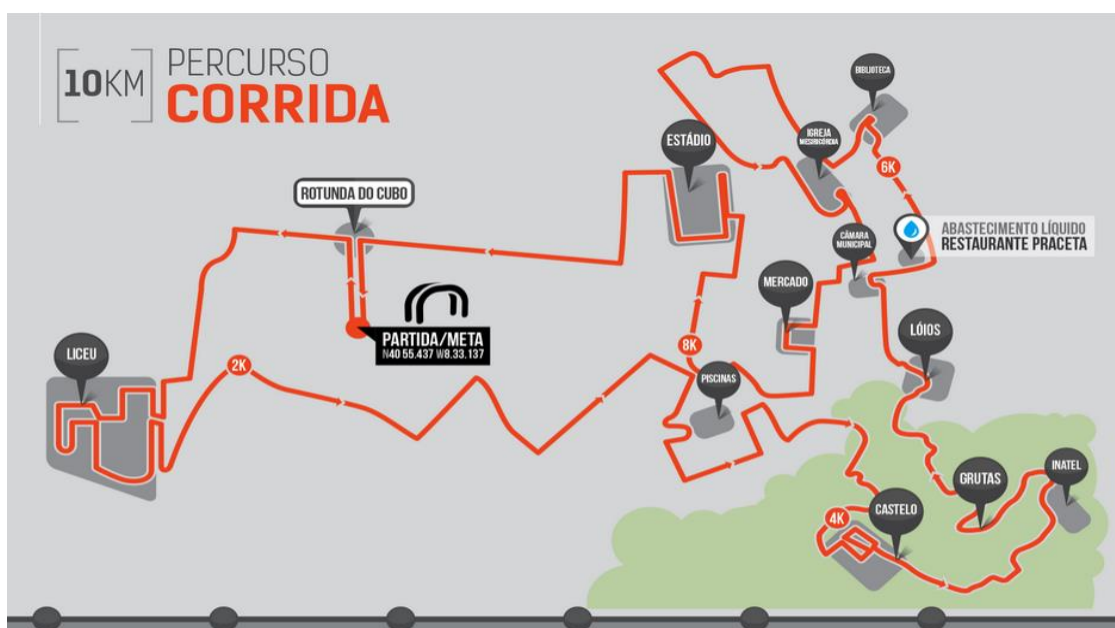 [10KM]
PERCURSO
CORRIDA
BIBLIOTECA
ESTÁDIO
IGREJA
MISERICÓRDIA
6K
ROTUNDA DO CUBO
ABASTECIMENTO LÍQUIDO
RESTAURANTE PRACETA
CÂMARA
MUNICIPAL
MERCADO
PARTIDA/META
N40 55.437 W8.33.137
LÓIOS
8K
LICEU
2K
PISCINAS
INATEL
GRUTAS
CASTELO
4K